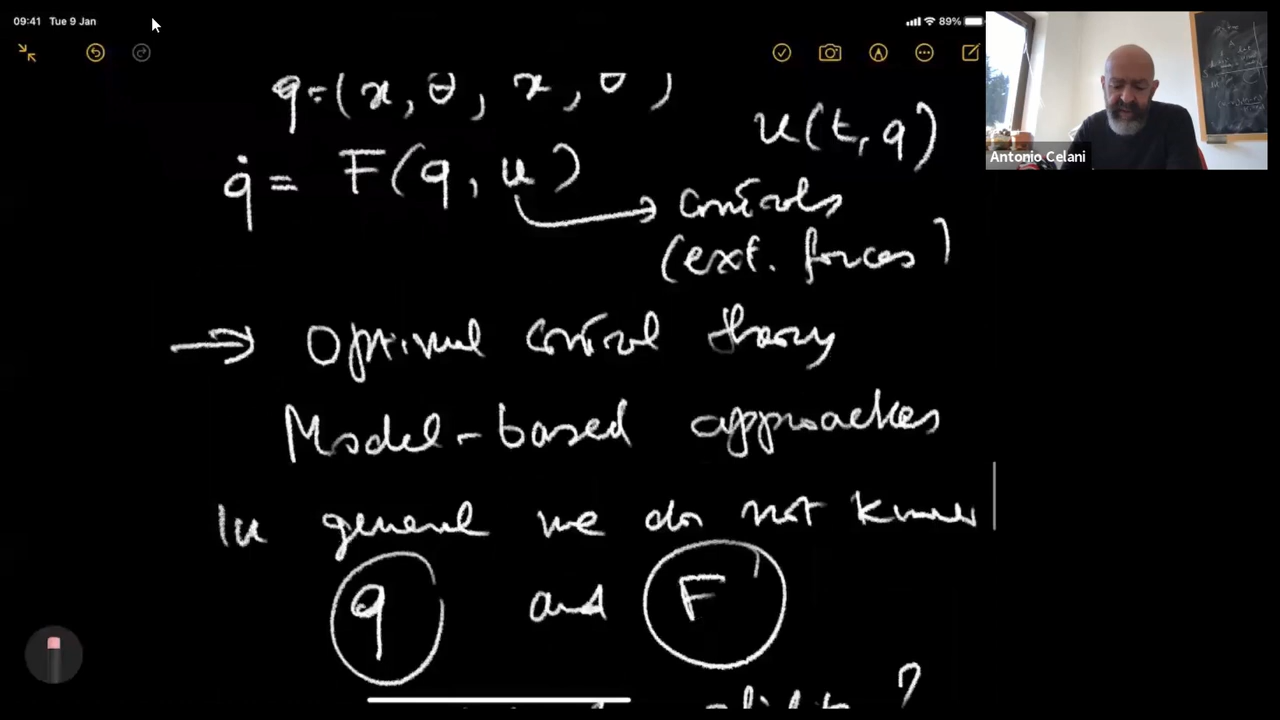 09:41 Tue 9 Jan
89%
Antonio Celani
q=(x, θ, ẋ, θ̇)
u(t, q)
q̇ = F(q, u)
controls
(ext. forces)
→ Optimal control theory
Model-based approaches
In general we do not know
q and F
?